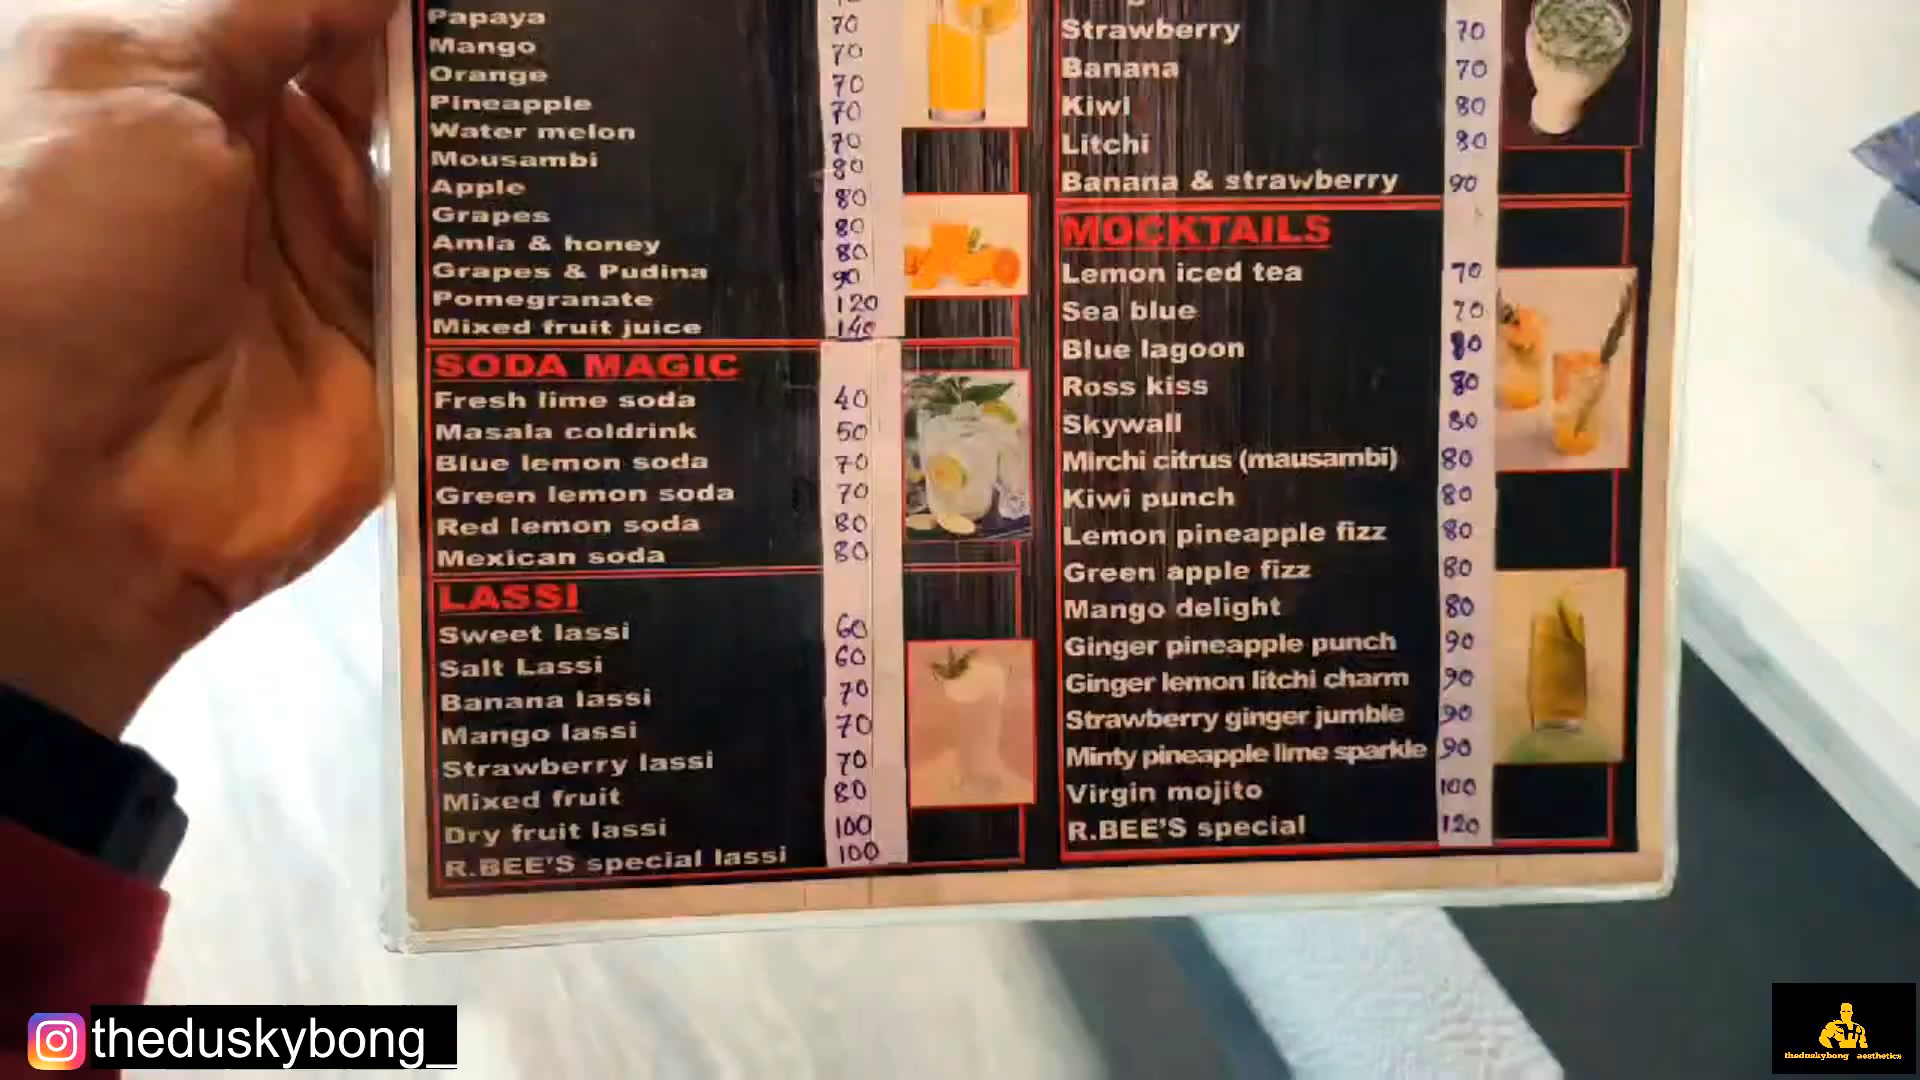 Papaya 70
Mango 70
Orange 70
Pineapple 70
Water melon 70
Mousambi 80
Apple 80
Grapes 80
Amla & honey 80
Grapes & Pudina 90
Pomegranate 120
Mixed fruit juice 140
SODA MAGIC
Fresh lime soda 40
Masala coldrink 50
Blue lemon soda 70
Green lemon soda 70
Red lemon soda 80
Mexican soda 80
LASSI
Sweet lassi 60
Salt Lassi 60
Banana lassi 70
Mango lassi 70
Strawberry lassi 70
Mixed fruit 80
Dry fruit lassi 100
R.BEE'S special lassi 100
Strawberry 70
Banana 70
Kiwi 80
Litchi 80
Banana & strawberry 90
MOCKTAILS
Lemon iced tea 70
Sea blue 70
Blue lagoon 80
Ross kiss 80
Skywall 80
Mirchi citrus (mausambi) 80
Kiwi punch 80
Lemon pineapple fizz 80
Green apple fizz 80
Mango delight 80
Ginger pineapple punch 90
Ginger lemon litchi charm 90
Strawberry ginger jumble 90
Minty pineapple lime sparkle 90
Virgin mojito 100
R.BEE'S special 120
theduskybong_
theduskybong aesthetics